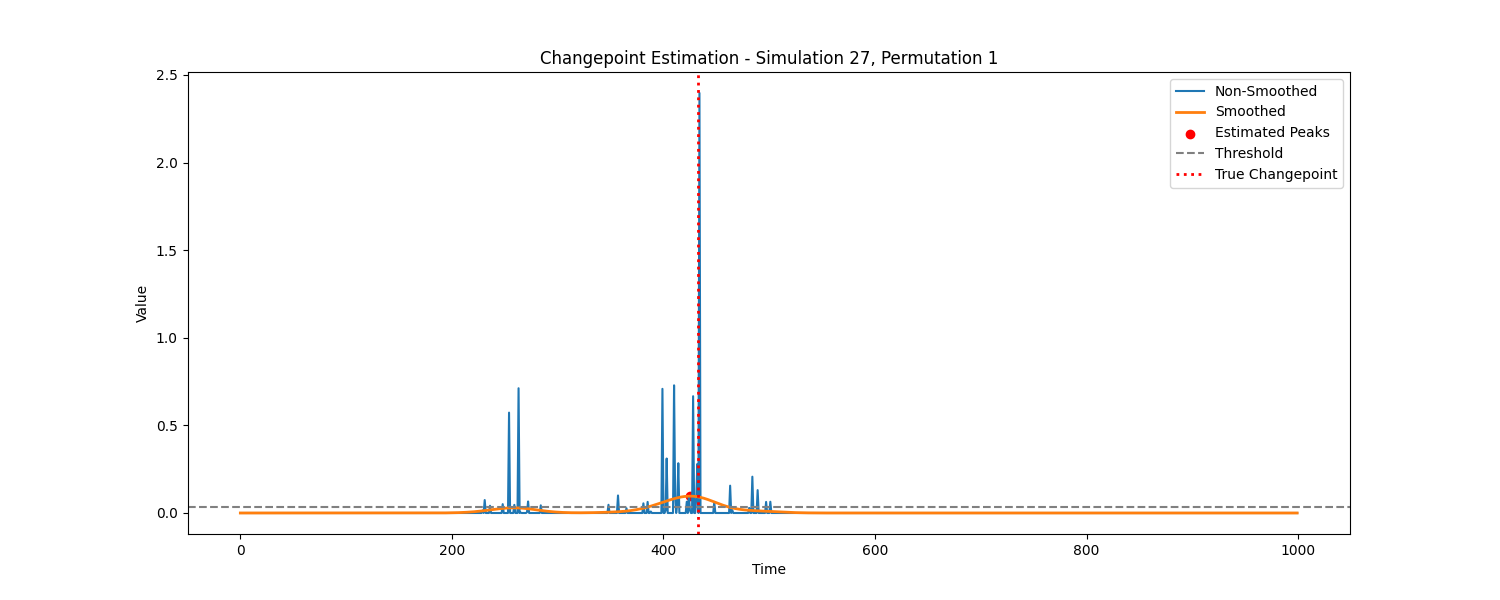 Changepoint Estimation - Simulation 27, Permutation 1
Non-Smoothed
Smoothed
Estimated Peaks
Threshold
True Changepoint
Value
2.5
2.0
1.5
1.0
0.5
0.0
0 200 400 600 800 1000
Time